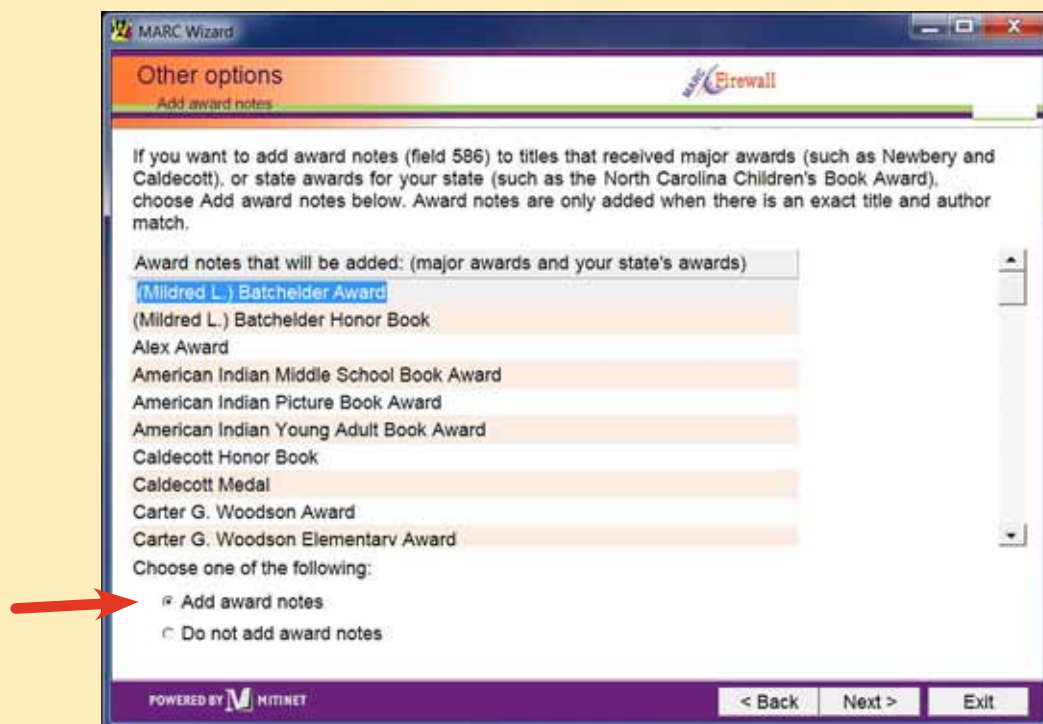 MARC Wizard
Other options
MARC Firewall
Add award notes
If you want to add award notes (field 586) to titles that received major awards (such as Newbery and
Caldecott), or state awards for your state (such as the North Carolina Children's Book Award),
choose Add award notes below. Award notes are only added when there is an exact title and author
match.
Award notes that will be added: (major awards and your state's awards)
(Mildred L.) Batchelder Award
(Mildred L.) Batchelder Honor Book
Alex Award
American Indian Middle School Book Award
American Indian Picture Book Award
American Indian Young Adult Book Award
Caldecott Honor Book
Caldecott Medal
Carter G. Woodson Award
Carter G. Woodson Elementary Award
Choose one of the following:
Add award notes
Do not add award notes
POWERED BY M MITINET
< Back Next > Exit